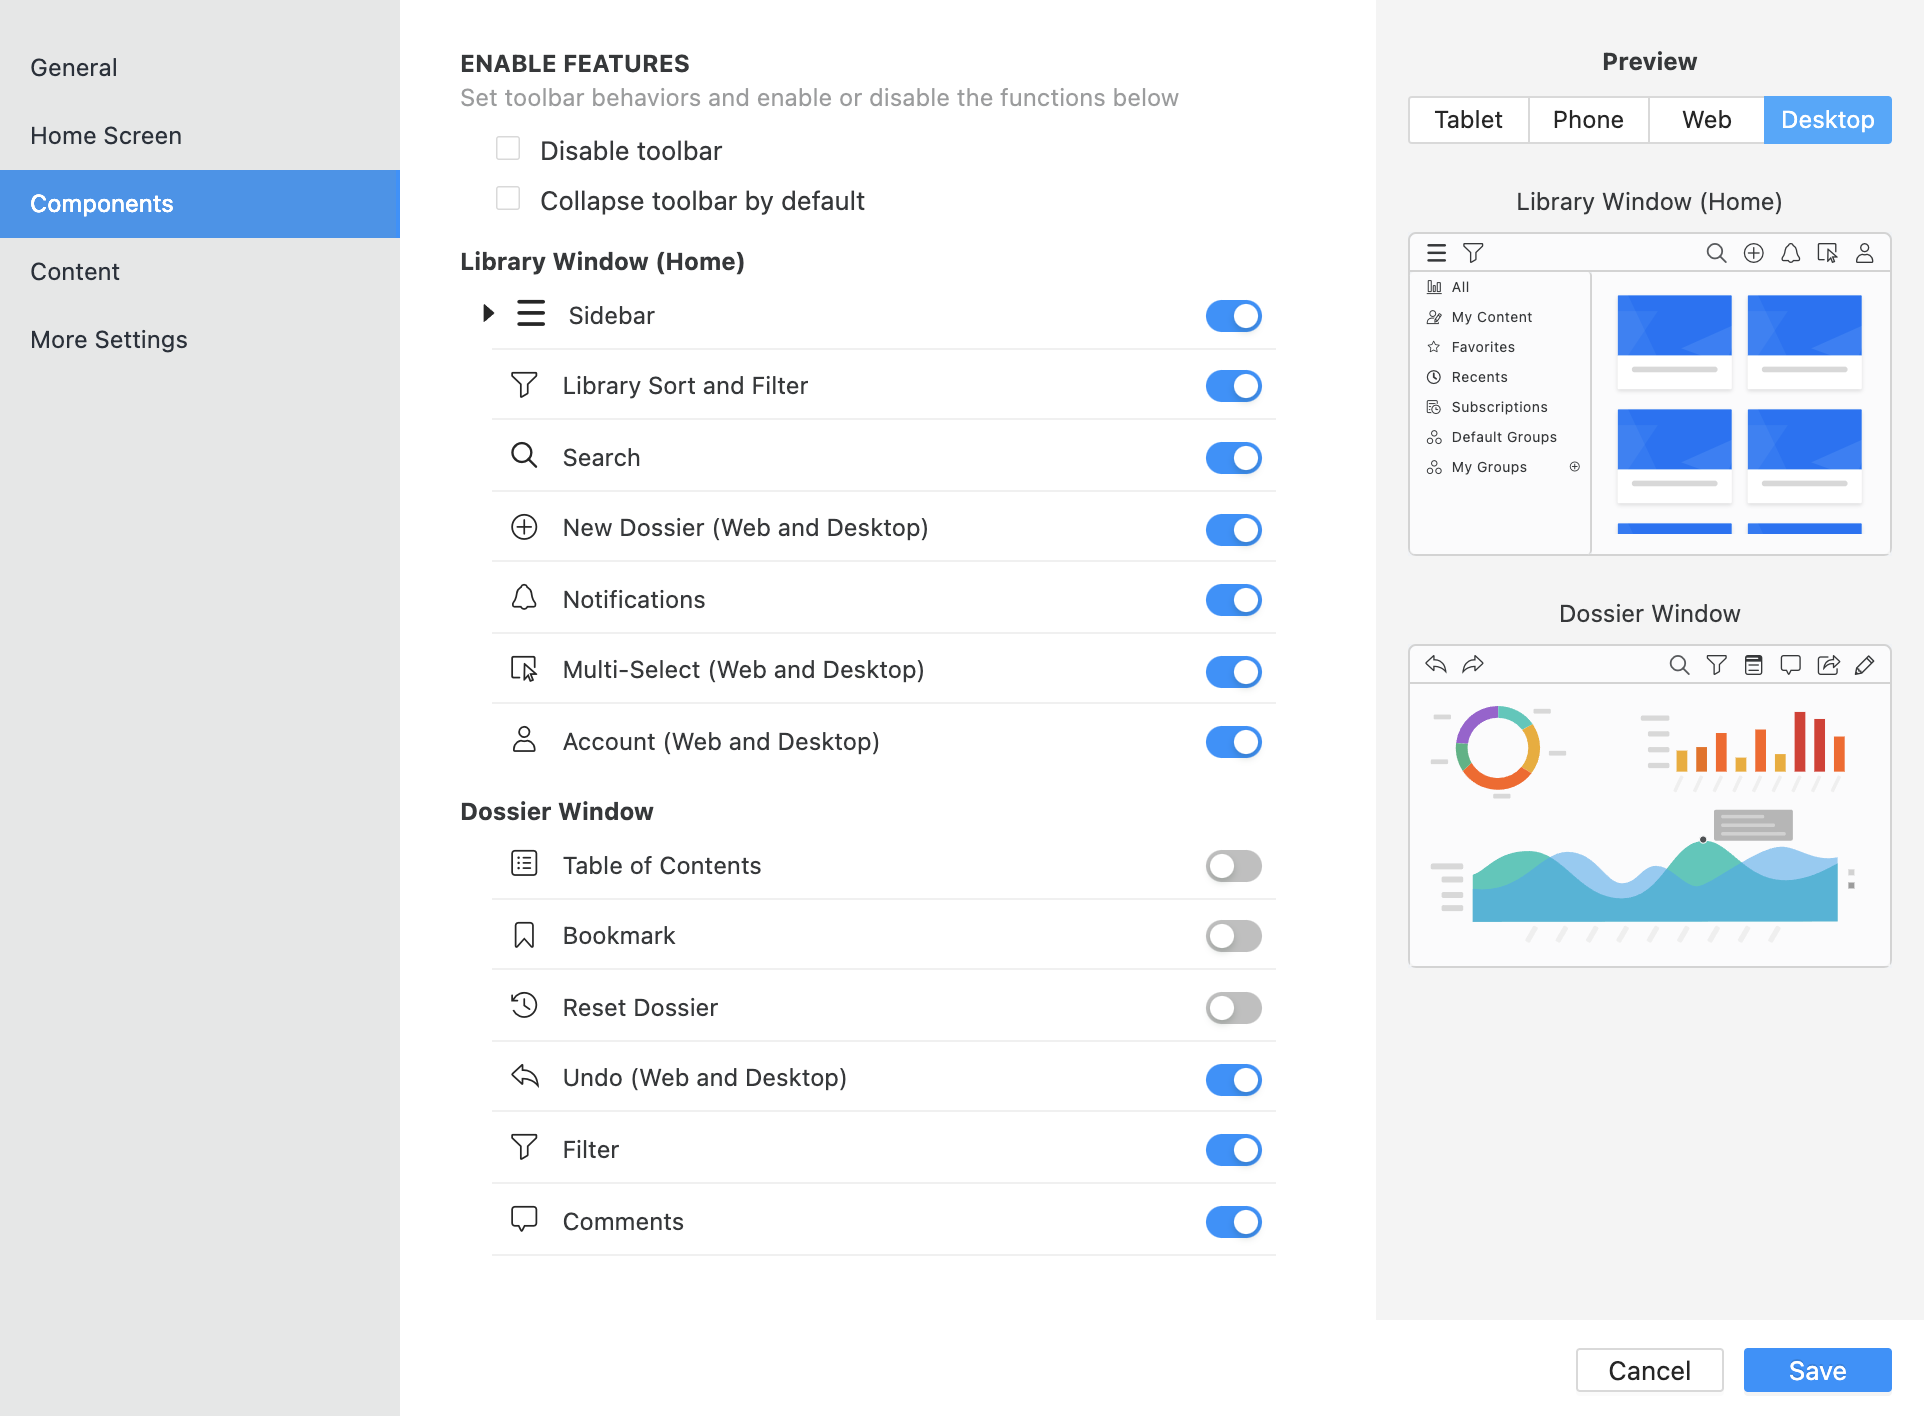 General
Home Screen
Components
Content
More Settings
ENABLE FEATURES
Set toolbar behaviors and enable or disable the functions below
Disable toolbar
Collapse toolbar by default
Library Window (Home)
Sidebar
Library Sort and Filter
Search
New Dossier (Web and Desktop)
Notifications
Multi-Select (Web and Desktop)
Account (Web and Desktop)
Dossier Window
Table of Contents
Bookmark
Reset Dossier
Undo (Web and Desktop)
Filter
Comments
Preview
Tablet Phone Web Desktop
Library Window (Home)
All
My Content
Favorites
Recents
Subscriptions
Default Groups
My Groups
Dossier Window
Cancel Save